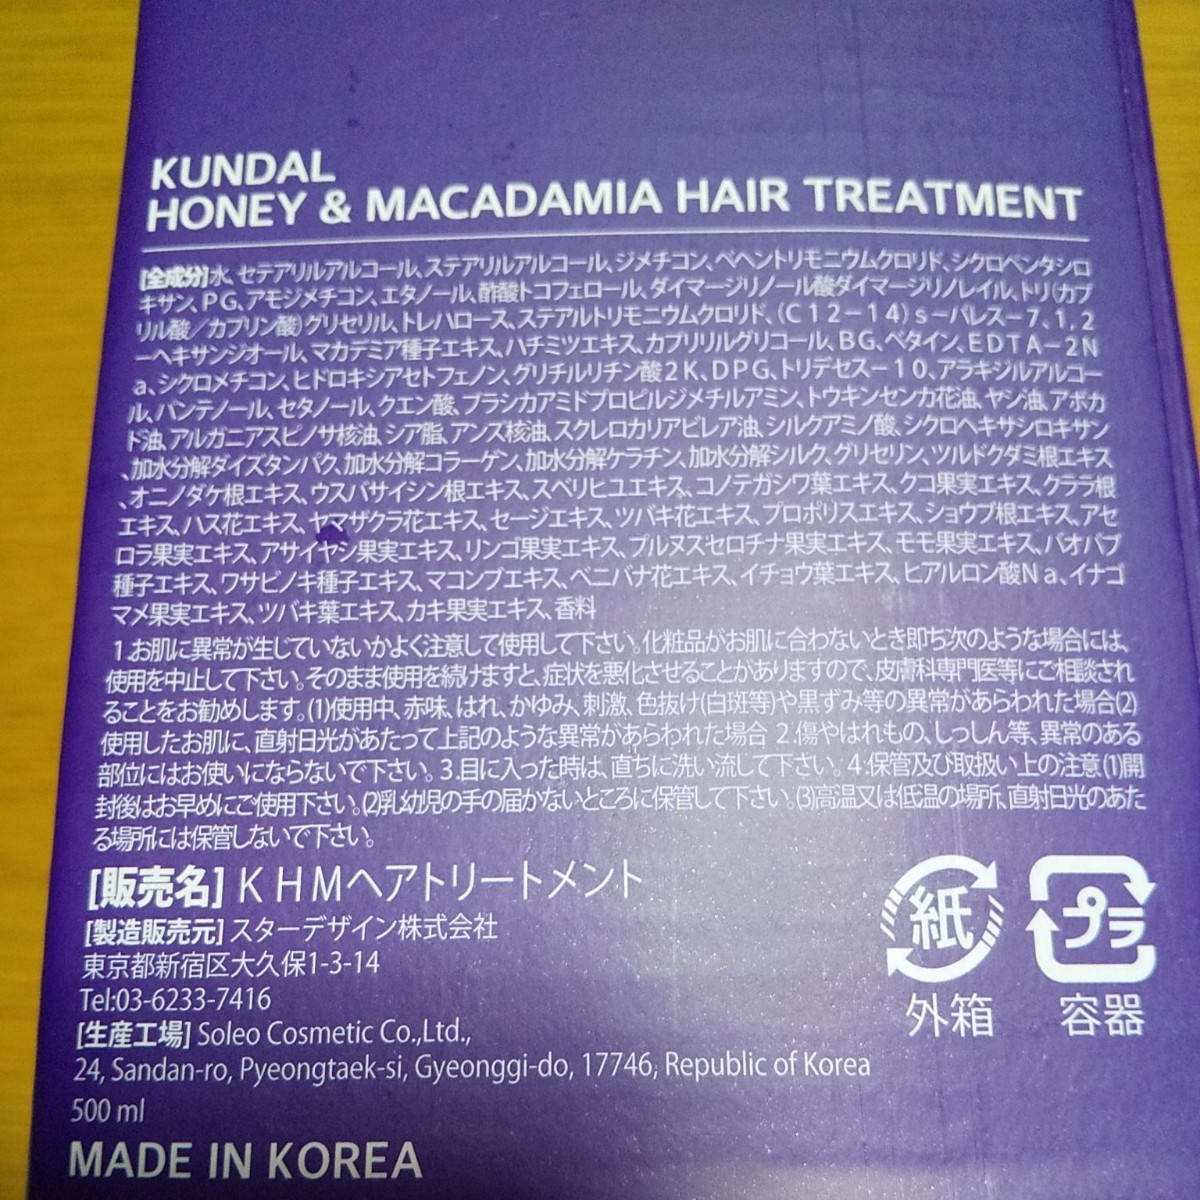 KUNDAL
HONEY & MACADAMIA HAIR TREATMENT
[全成分]水、セテアリルアルコール、ステアリルアルコール、ジメチコン、ベヘントリモニウムクロリド、シクロペンタシロ
キサン、PG、アモジメチコン、エタノール、酢酸トコフェロール、ダイマージリノール酸ダイマージリノレイル、トリ(カプ
リル酸/カプリン酸)グリセリル、トレハロース、ステアルトリモニウムクロリド、(C12-14)s-パレス-7、1,2
-ヘキサンジオール、マカデミア種子エキス、ハチミツエキス、カプリリルグリコール、BG、ベタイン、EDTA-2N
a、シクロメチコン、ヒドロキシアセトフェノン、グリチルリチン酸2K、DPG、トリデセス-10、アラキジルアルコー
ル、パンテノール、セタノール、クエン酸、ブラシカアミドプロピルジメチルアミン、トウキンセンカ花油、ヤシ油、アボカ
ド油、アルガニアスピノサ核油、シア脂、アンズ核油、スクレロカリアビレア油、シルクアミノ酸、シクロヘキサシロキサン
、加水分解ダイズタンパク、加水分解コラーゲン、加水分解ケラチン、加水分解シルク、グリセリン、ツルドクダミ根エキス
、オニノダケ根エキス、ウスバサイシン根エキス、スベリヒユエキス、コノテガシワ葉エキス、クコ果実エキス、クララ根
エキス、ハス花エキス、ヤマザクラ花エキス、セージエキス、ツバキ花エキス、プロポリスエキス、ショウブ根エキス、アセ
ロラ果実エキス、アサイヤシ果実エキス、リンゴ果実エキス、プルヌスセロチナ果実エキス、モモ果実エキス、バオバブ
種子エキス、ワサビノキ種子エキス、マコンブエキス、ベニバナ花エキス、イチョウ葉エキス、ヒアルロン酸Na、イナゴ
マメ果実エキス、ツバキ葉エキス、カキ果実エキス、香料
1.お肌に異常が生じていないかよく注意して使用して下さい。化粧品がお肌に合わないとき即ち次のような場合には、
使用を中止して下さい。そのまま使用を続けますと、症状を悪化させることがありますので、皮膚科専門医等にご相談され
ることをお勧めします。(1)使用中、赤味、はれ、かゆみ、刺激、色抜け(白斑等)や黒ずみ等の異常があらわれた場合(2)
使用したお肌に、直射日光があたって上記のような異常があらわれた場合 2.傷やはれもの、しっしん等、異常のある
部位にはお使いにならないで下さい。3.目に入った時は、直ちに洗い流して下さい。4.保管及び取扱い上の注意(1)開
封後はお早めにご使用下さい。(2)乳幼児の手の届かないところに保管して下さい。(3)高温又は低温の場所、直射日光のあた
る場所には保管しないで下さい。
[販売名]KHMヘアトリートメント
[製造販売元]スターデザイン株式会社
東京都新宿区大久保1-3-14
Tel:03-6233-7416
[生産工場] Soleo Cosmetic Co.,Ltd.,
24, Sandan-ro, Pyeongtaek-si, Gyeonggi-do, 17746, Republic of Korea
500 ml
MADE IN KOREA
紙
外箱
プラ
容器